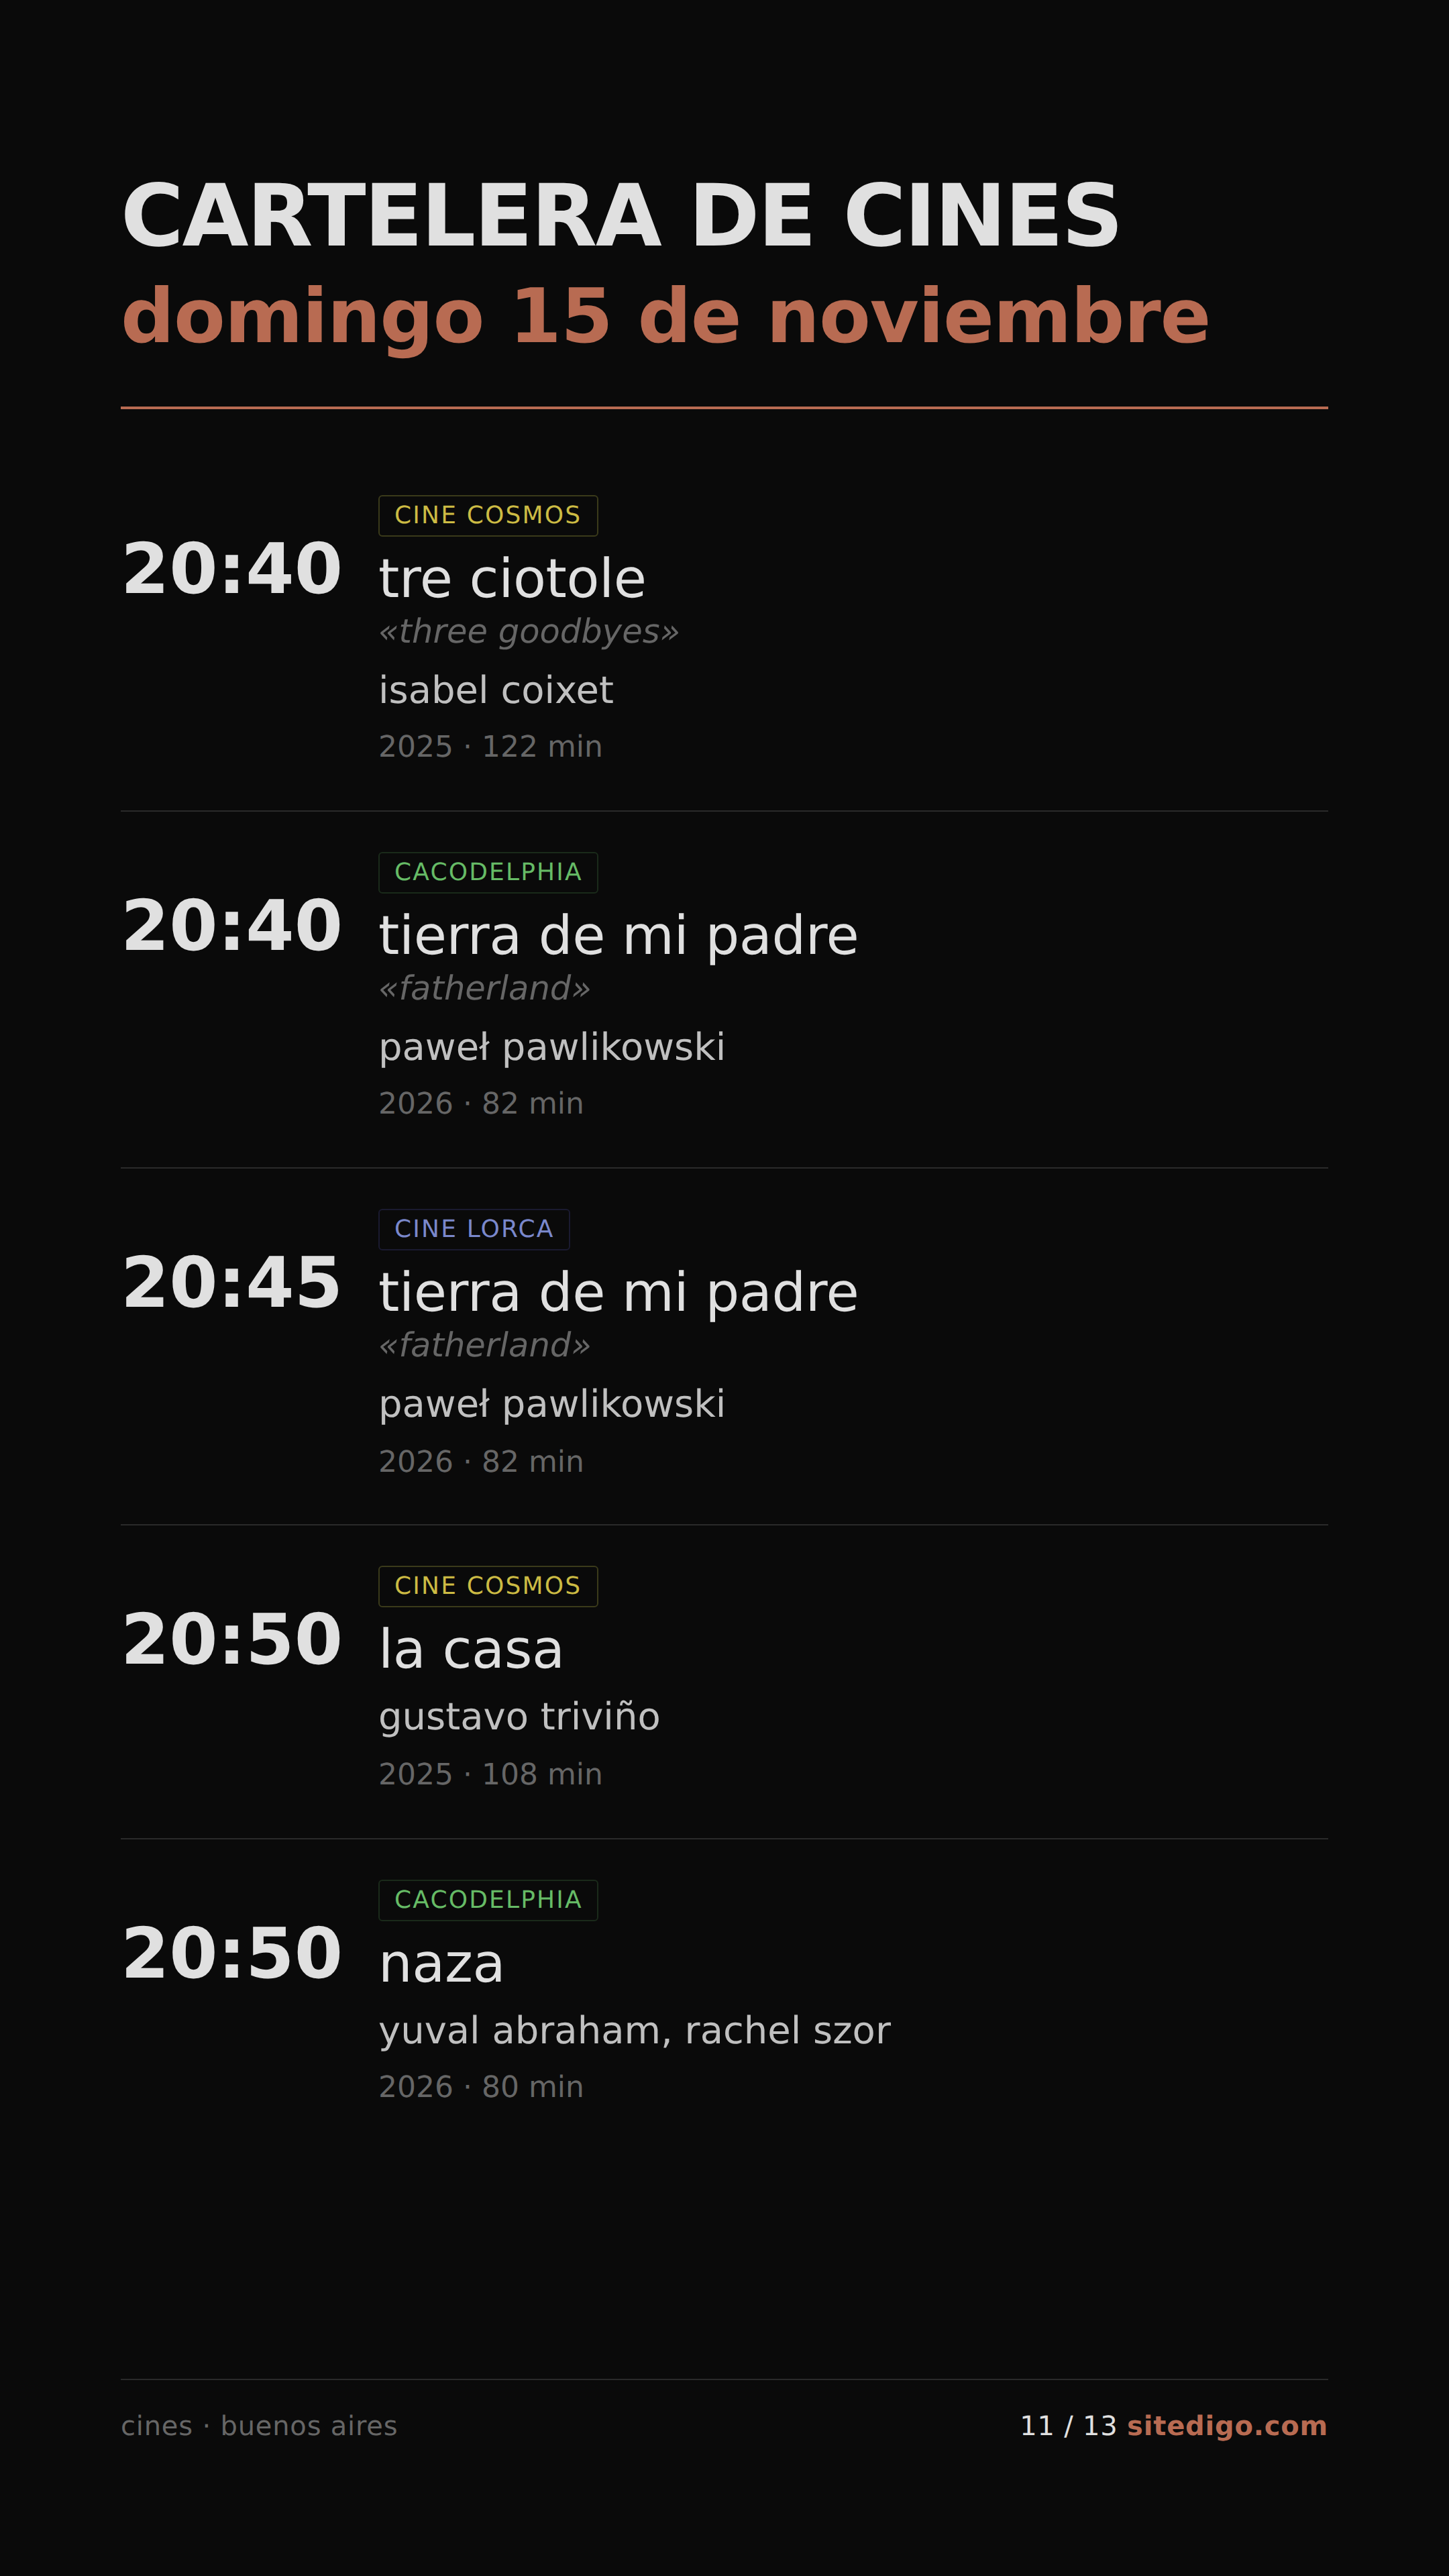 CARTELERA DE CINES
domingo 15 de noviembre
CINE COSMOS
20:40
tre ciotole
«three goodbyes»
isabel coixet
2025 · 122 min
CACODELPHIA
20:40
tierra de mi padre
«fatherland»
paweł pawlikowski
2026 · 82 min
CINE LORCA
20:45
tierra de mi padre
«fatherland»
paweł pawlikowski
2026 · 82 min
CINE COSMOS
20:50
la casa
gustavo triviño
2025 · 108 min
CACODELPHIA
20:50
naza
yuval abraham, rachel szor
2026 · 80 min
cines · buenos aires
11 / 13 sitedigo.com